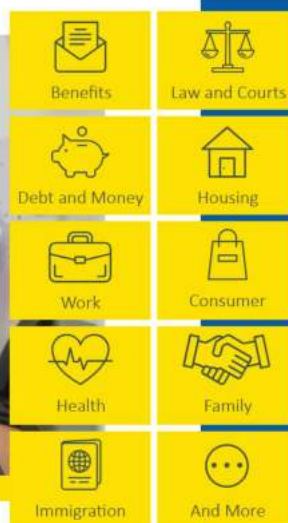 Benefits
Law and Courts
Debt and Money
Housing
Work
Consumer
Health
Family
Immigration
And More